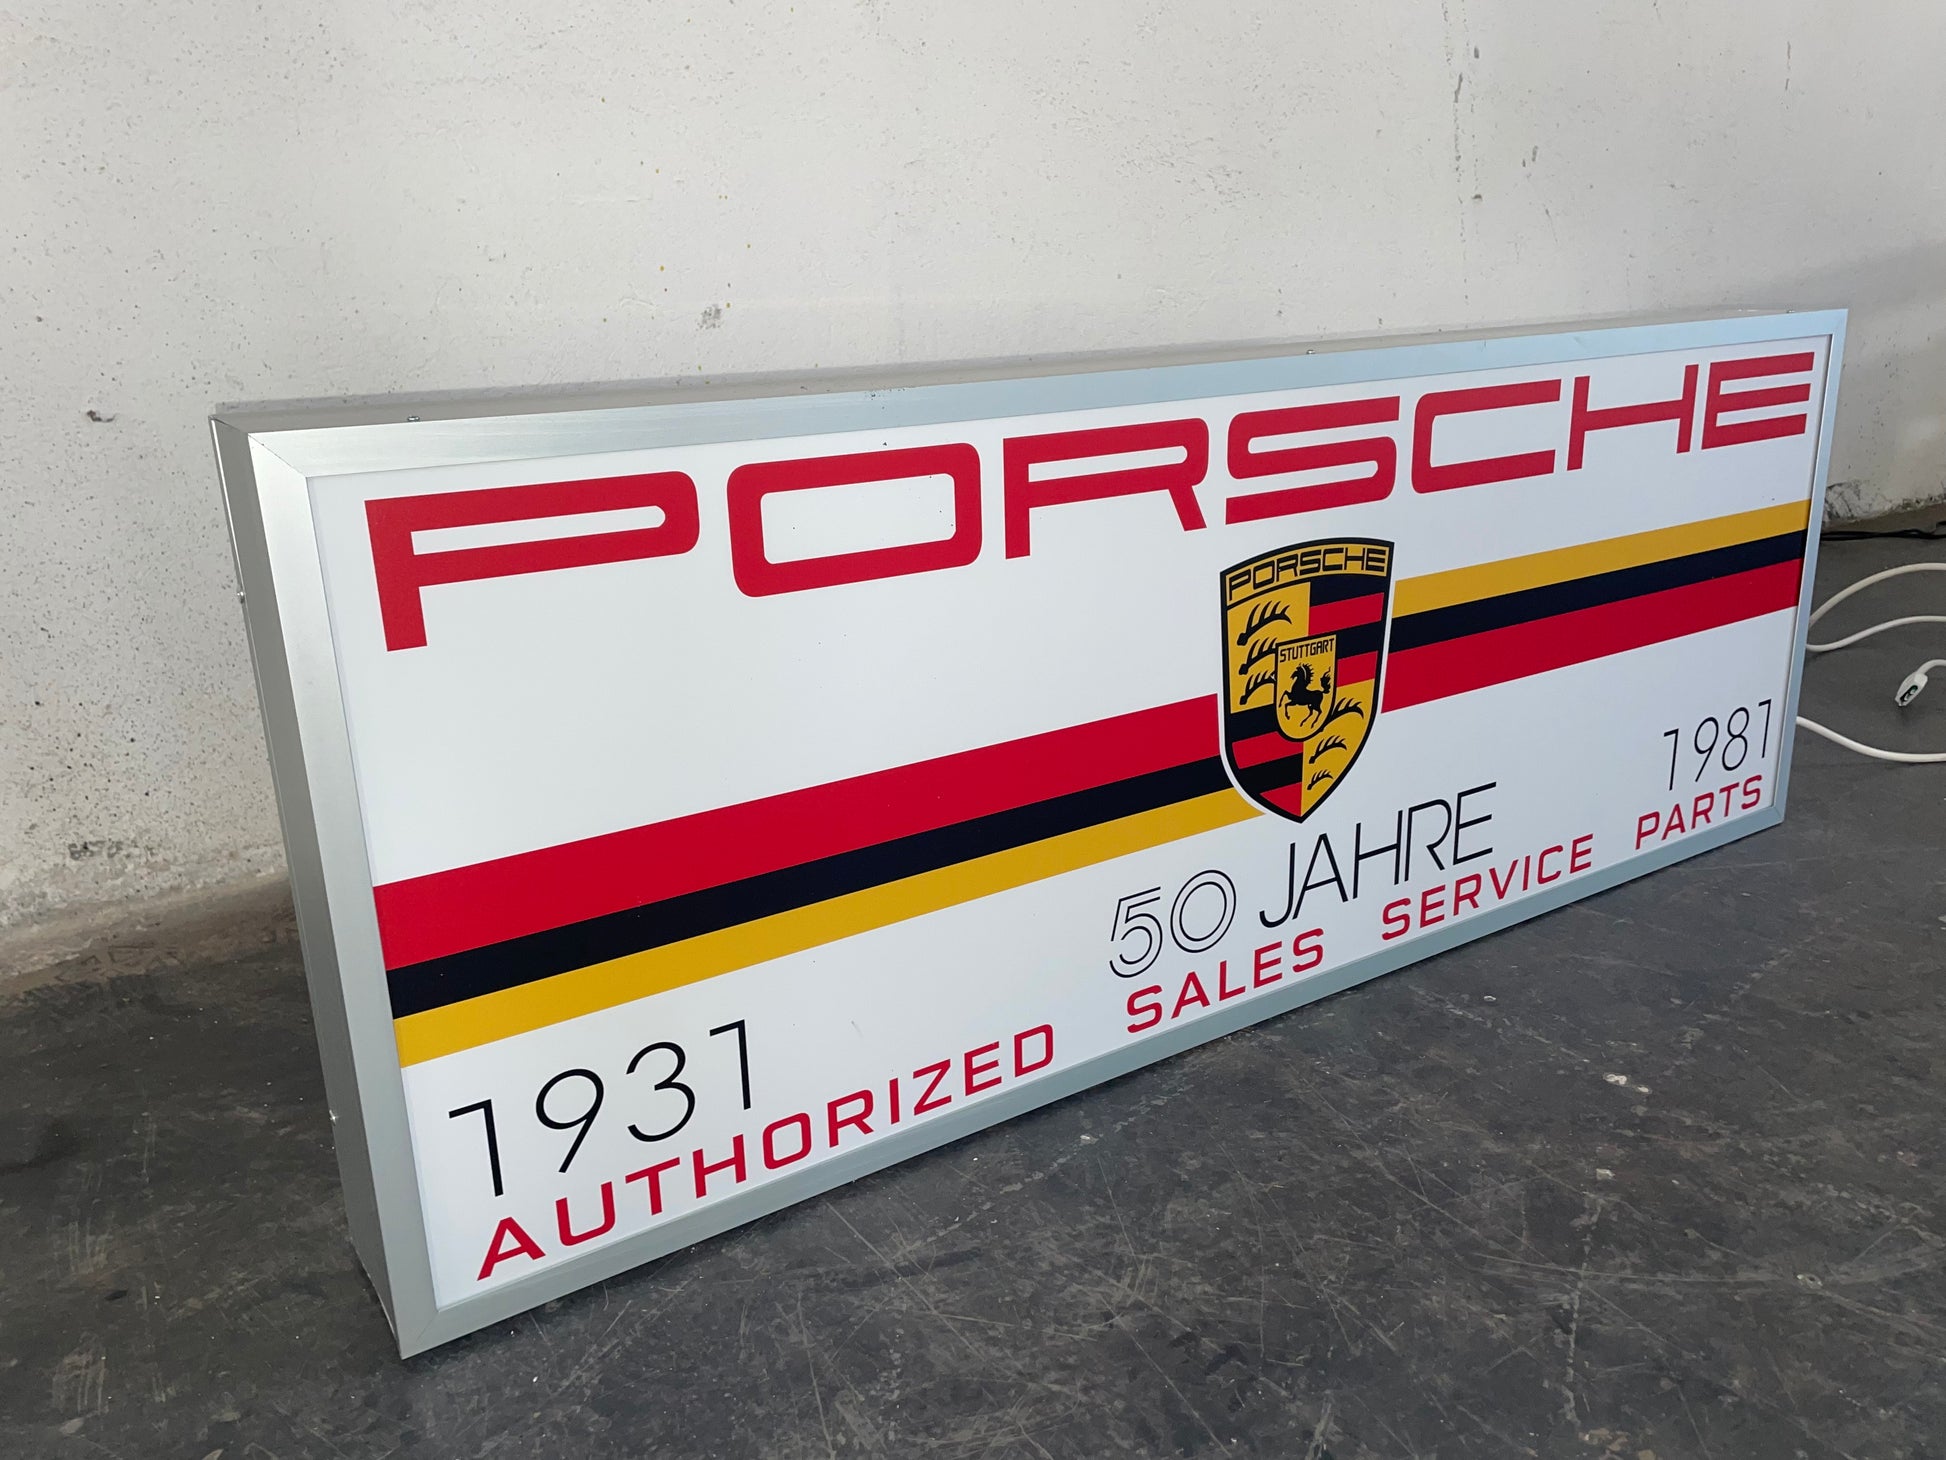 PORSCHE
PORSCHE
STUTTGART
1931 50 JAHRE 1981
AUTHORIZED SALES SERVICE PARTS